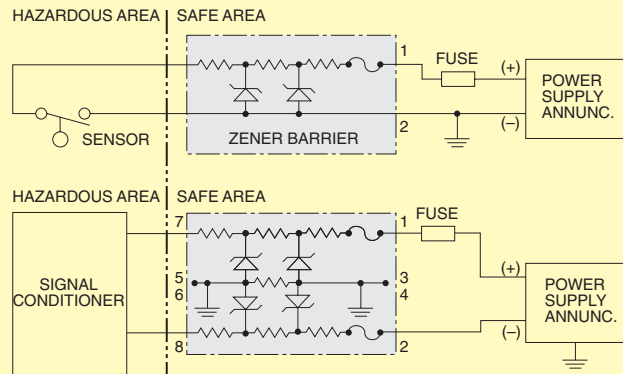 HAZARDOUS AREA
SAFE AREA
1
FUSE
(+)
POWER
SUPPLY
ANNUNC.
(–)
SENSOR
ZENER BARRIER
2
HAZARDOUS AREA
SAFE AREA
7
1
FUSE
SIGNAL
CONDITIONER
5
6
3
4
(+)
POWER
SUPPLY
ANNUNC.
(–)
8
2